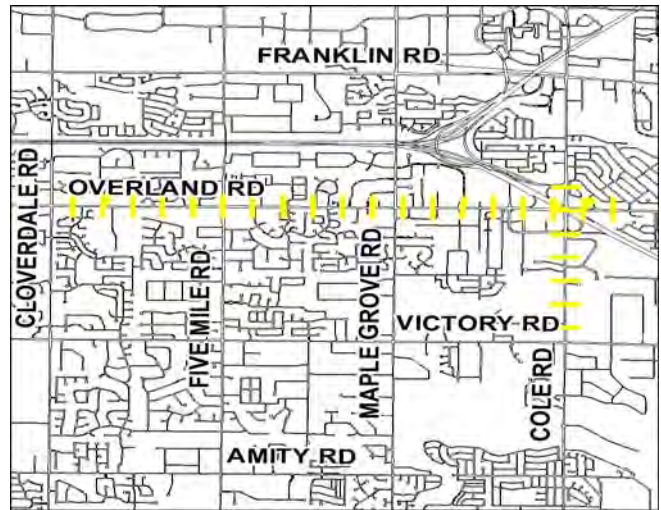 FRANKLIN RD
OVERLAND RD
CLOVERDALE RD
FIVE MILE RD
MAPLE GROVE RD
VICTORY RD
COLE RD
AMITY RD